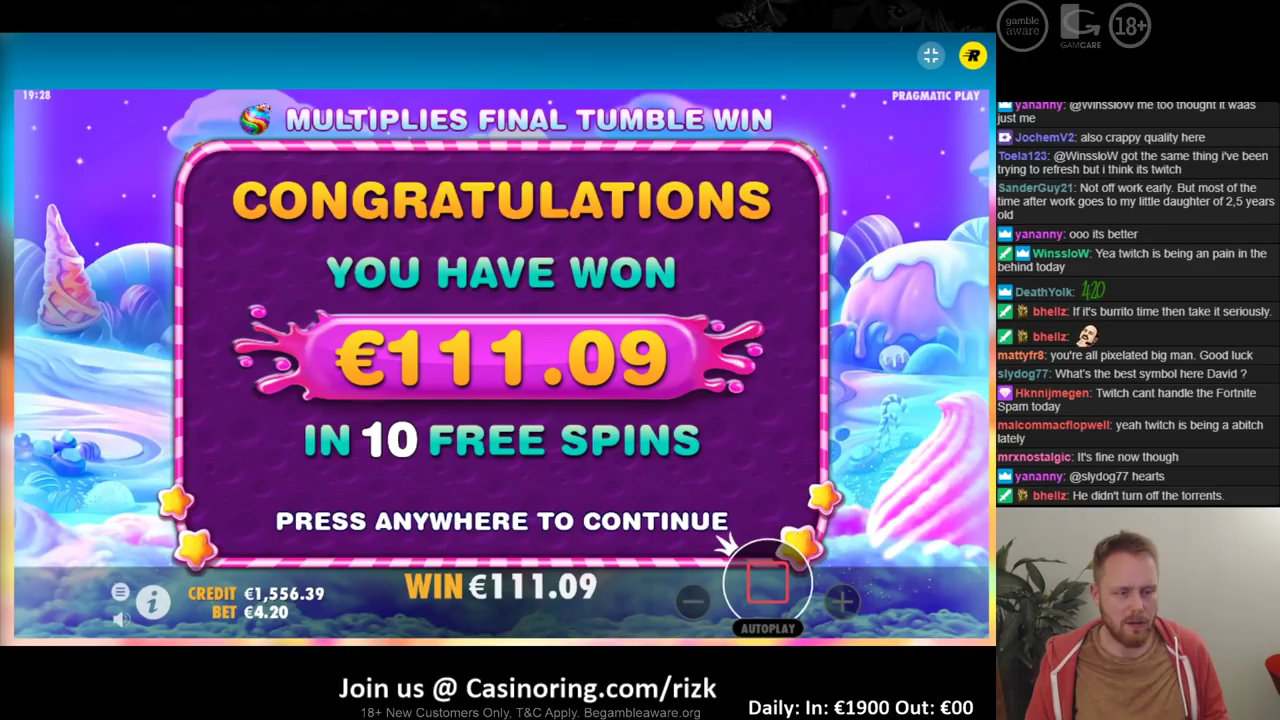 gamble
aware
GAMCARE
18+
R
19:28
PRAGMATIC PLAY
MULTIPLIES FINAL TUMBLE WIN
CONGRATULATIONS
YOU HAVE WON
€111.09
IN 10 FREE SPINS
PRESS ANYWHERE TO CONTINUE
WIN €111.09
CREDIT €1,556.39
BET €4.20
AUTOPLAY
Join us @ Casinoring.com/rizk
18+ New Customers Only, T&C Apply. Begambleaware.org
Daily: In: €1900 Out: €00
yananny: @WinssloW me too thought it waas
just me
JochemV2: also crappy quality here
Toela123: @WinssloW got the same thing i've been
trying to refresh but i think its twitch
SanderGuy21: Not off work early. But most of the
time after work goes to my little daughter of 2,5 years
old
yananny: ooo its better
WinssloW: Yea twitch is being an pain in the
behind today
DeathYolk: 420
bhellz: If it's burrito time then take it seriously.
bhellz:
mattyfr8: you're all pixelated big man. Good luck
slydog77: What's the best symbol here David ?
Hknnijmegen: Twitch cant handle the Fortnite
Spam today
malcommacflopwell: yeah twitch is being a abitch
lately
mrxnostalgic: It's fine now though
yananny: @slydog77 hearts
bhellz: He didn't turn off the torrents.